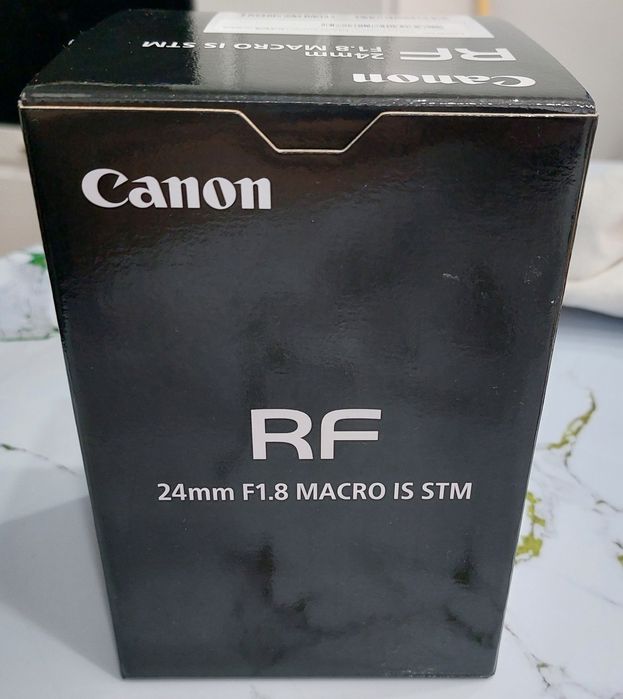 Canon
RF
24mm
F1.8 MACRO IS STM
Canon
RF
24mm F1.8 MACRO IS STM